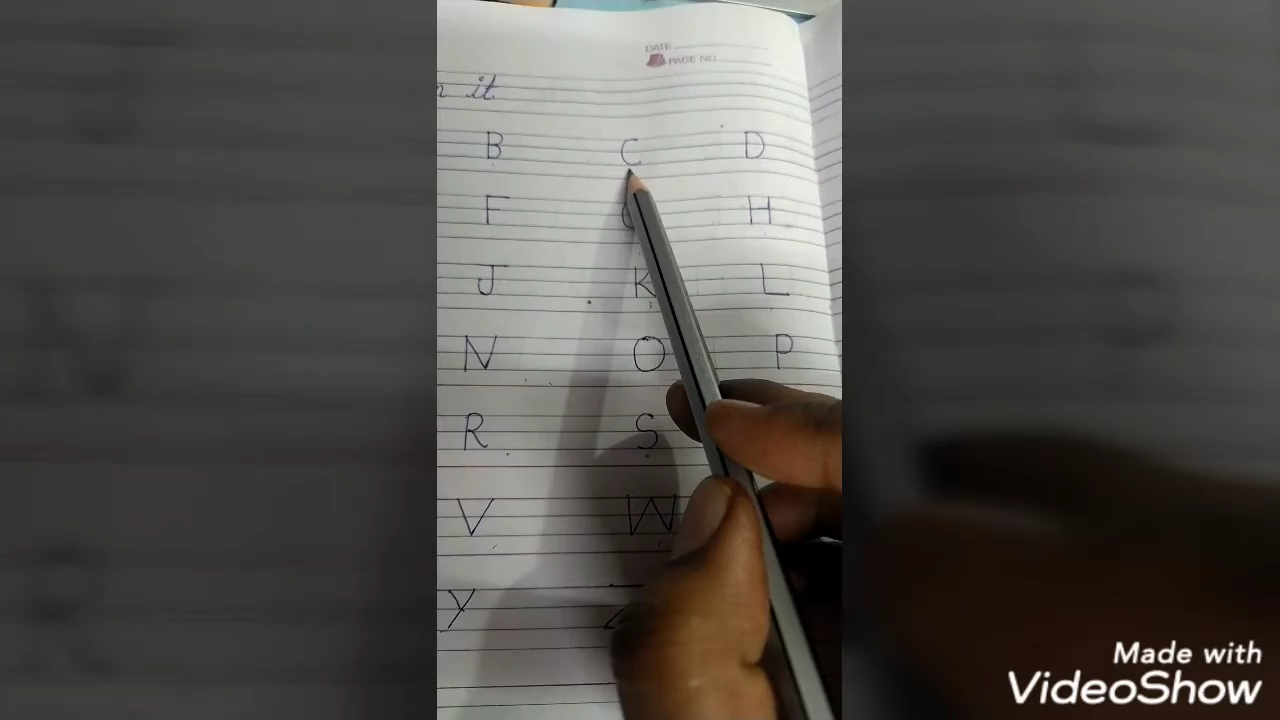 DATE
PAGE NO
it
B C D
F H
J K L
N O P
R S
V W
Y
Made with
VideoShow